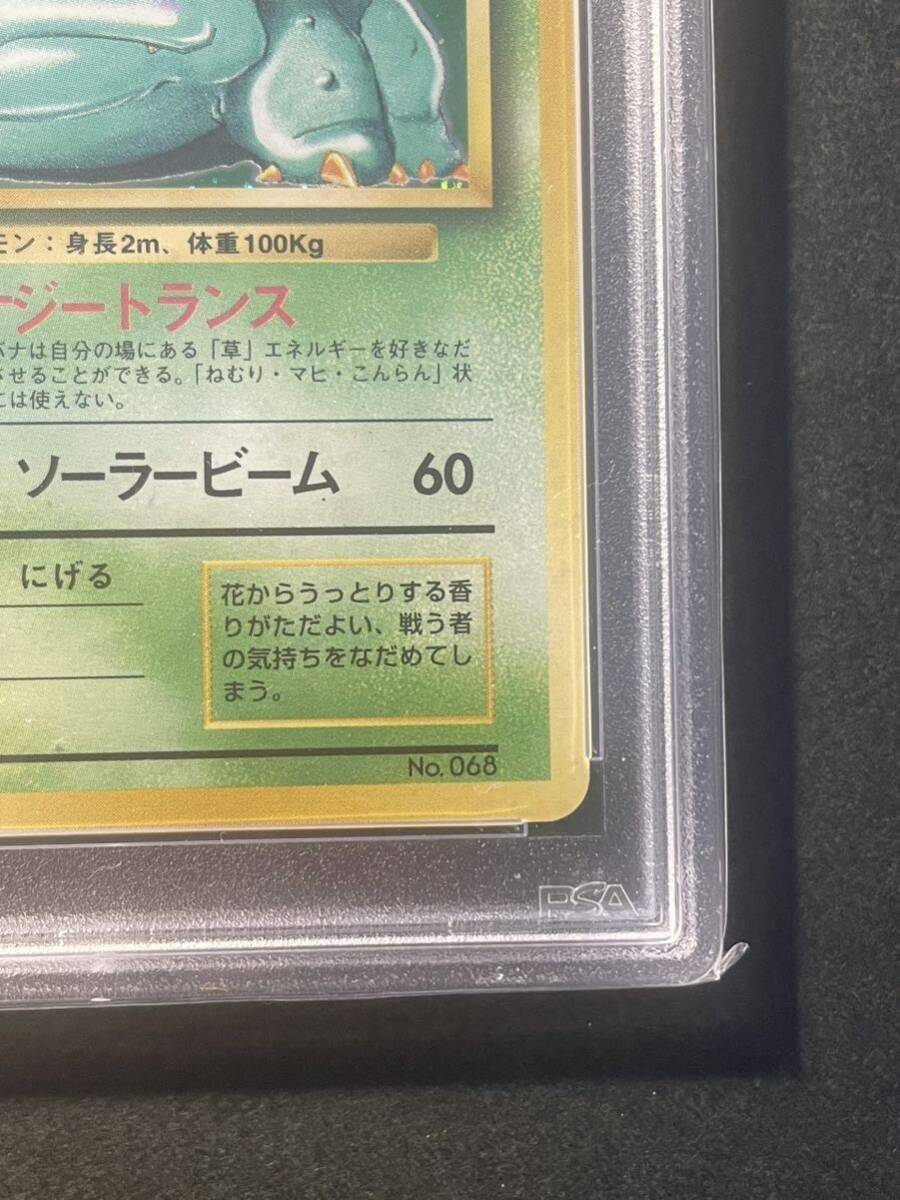 モン：身長2m、体重100Kg
ージートランス
バナは自分の場にある「草」エネルギーを好きなだ
させることができる。「ねむり・マヒ・こんらん」状
には使えない。
ソーラービーム 60
にげる
花からうっとりする香
りがただよい、戦う者
の気持ちをなだめてし
まう。
No. 068
PSA